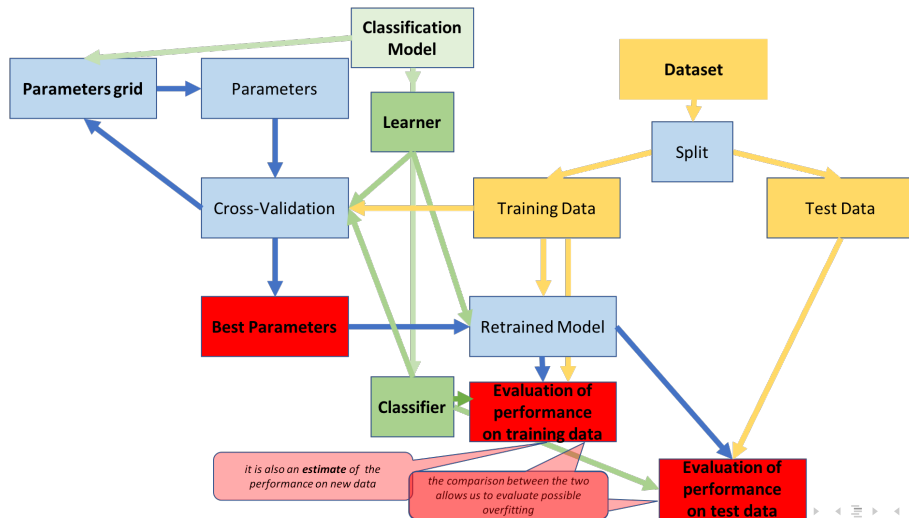 Classification
Model
Dataset
Parameters grid
Parameters
Learner
Split
Cross-Validation
Training Data
Test Data
Best Parameters
Retrained Model
Classifier
Evaluation of
performance
on training data
it is also an estimate of the
performance on new data
the comparison between the two
allows us to evaluate possible
overfitting
Evaluation of
performance
on test data